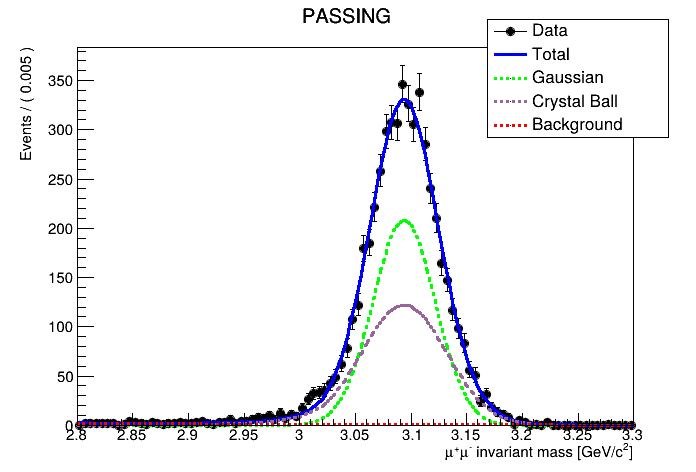 PASSING
Data
Total
Gaussian
Crystal Ball
Background
Events / ( 0.005 )
350
300
250
200
150
100
50
0
2.8 2.85 2.9 2.95 3 3.05 3.1 3.15 3.2 3.25 3.3
μ⁺μ⁻ invariant mass [GeV/c²]